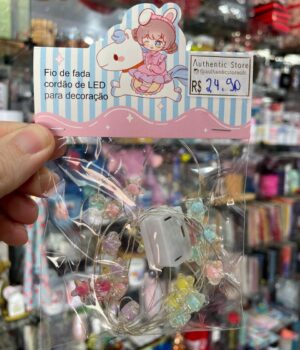 Fio de fada
cordão de LED
para decoração
Authentic Store
R$ 24.90